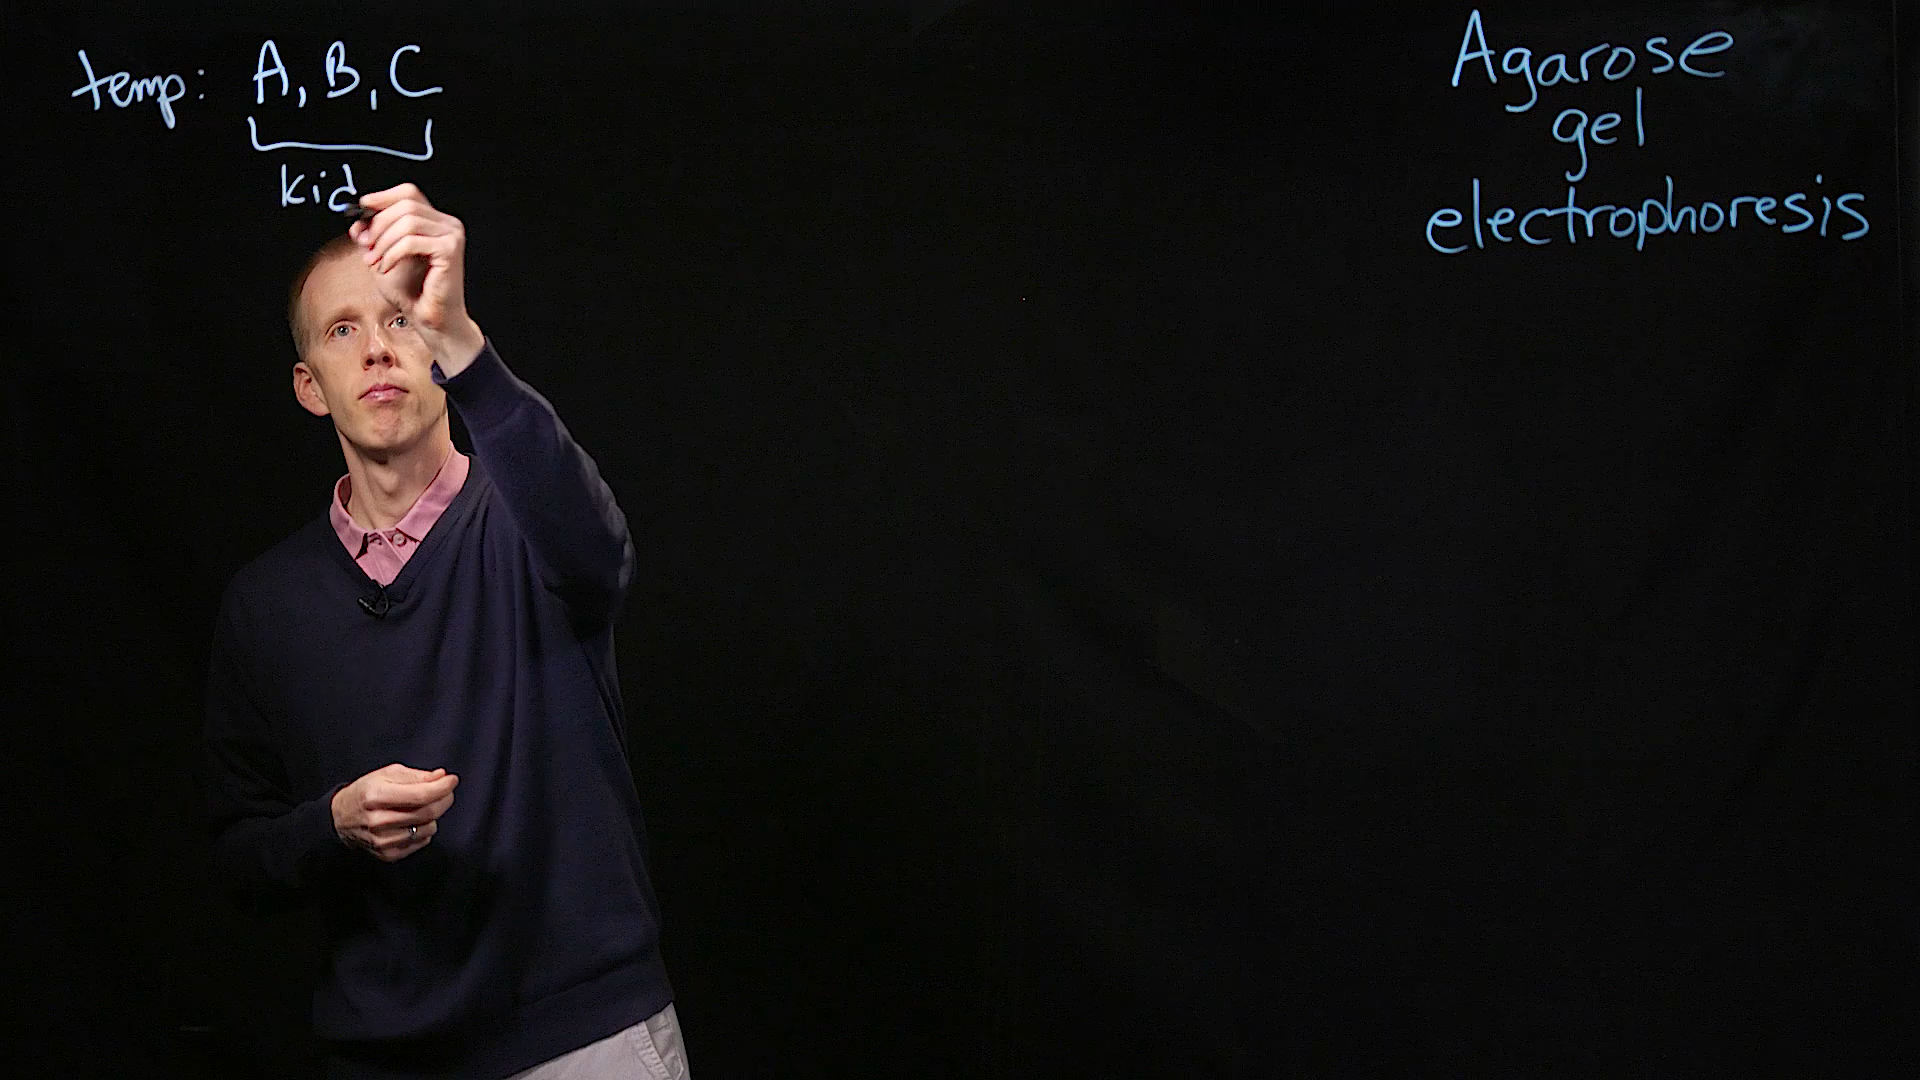 temp: A, B, C
kid
Agarose
gel
electrophoresis